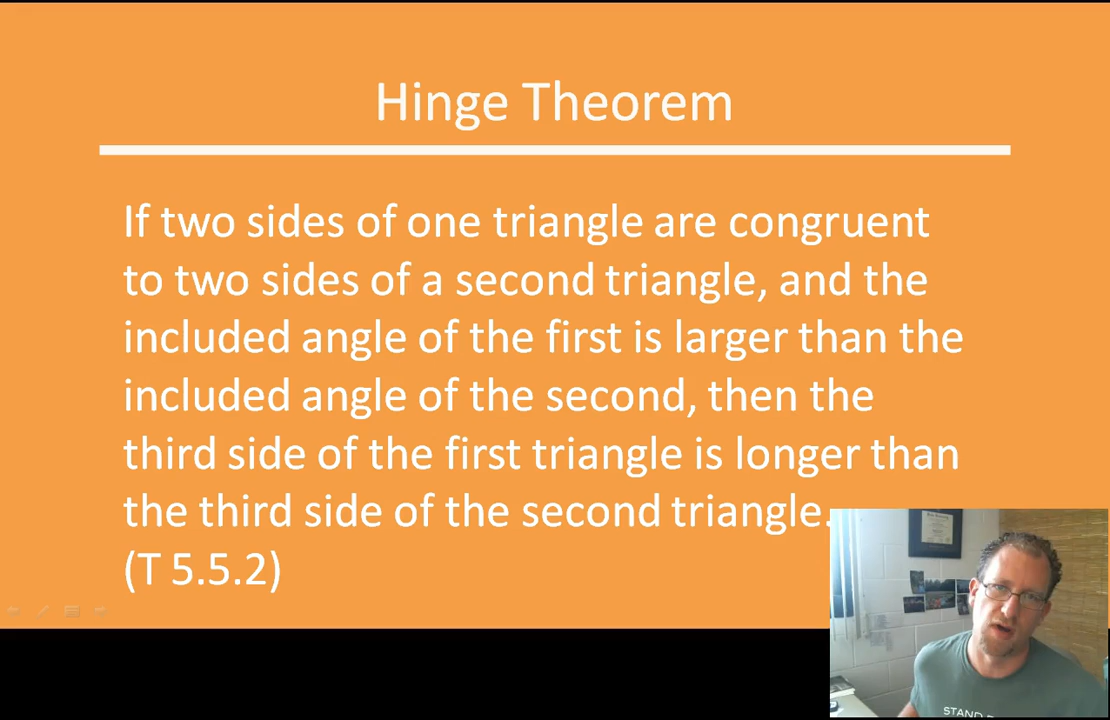 Hinge Theorem
If two sides of one triangle are congruent
to two sides of a second triangle, and the
included angle of the first is larger than the
included angle of the second, then the
third side of the first triangle is longer than
the third side of the second triangle.
(T 5.5.2)
STAND